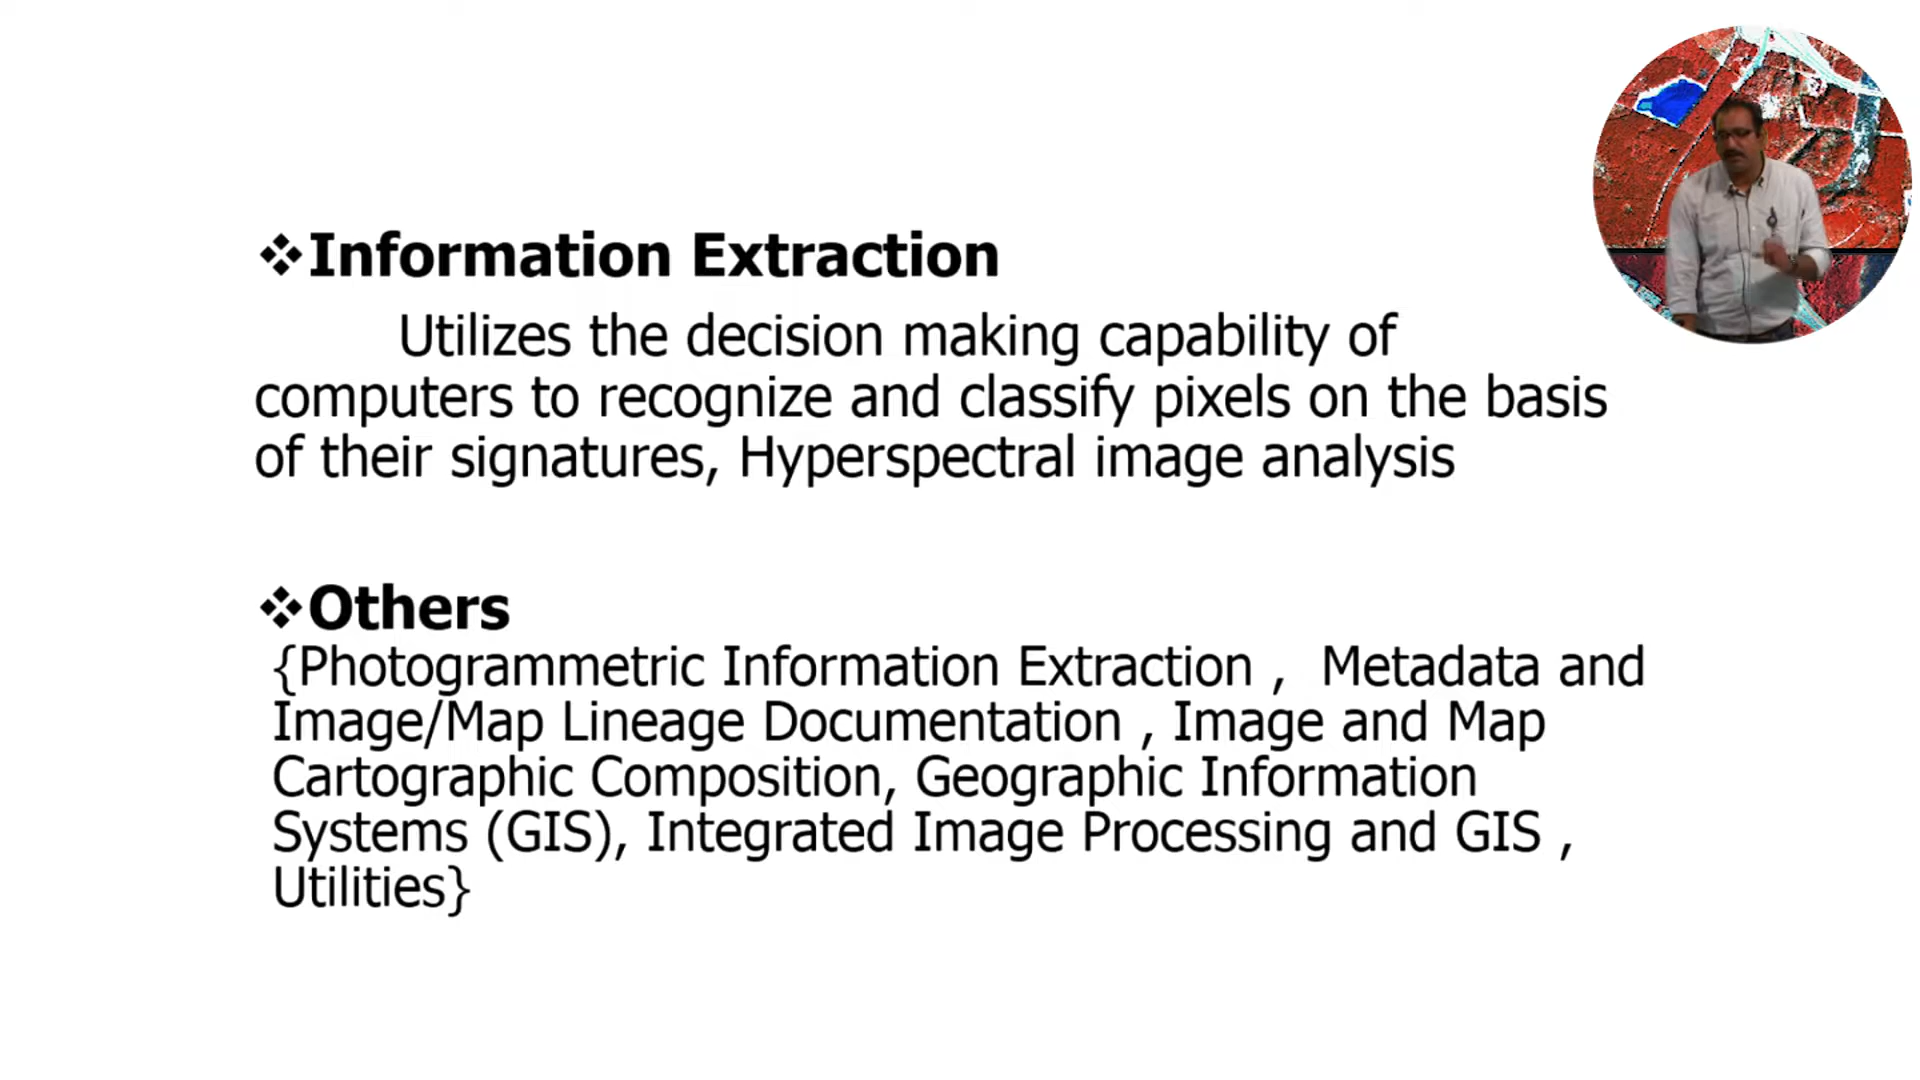 ❖Information Extraction
Utilizes the decision making capability of
computers to recognize and classify pixels on the basis
of their signatures, Hyperspectral image analysis
❖Others
{Photogrammetric Information Extraction , Metadata and
Image/Map Lineage Documentation , Image and Map
Cartographic Composition, Geographic Information
Systems (GIS), Integrated Image Processing and GIS ,
Utilities}